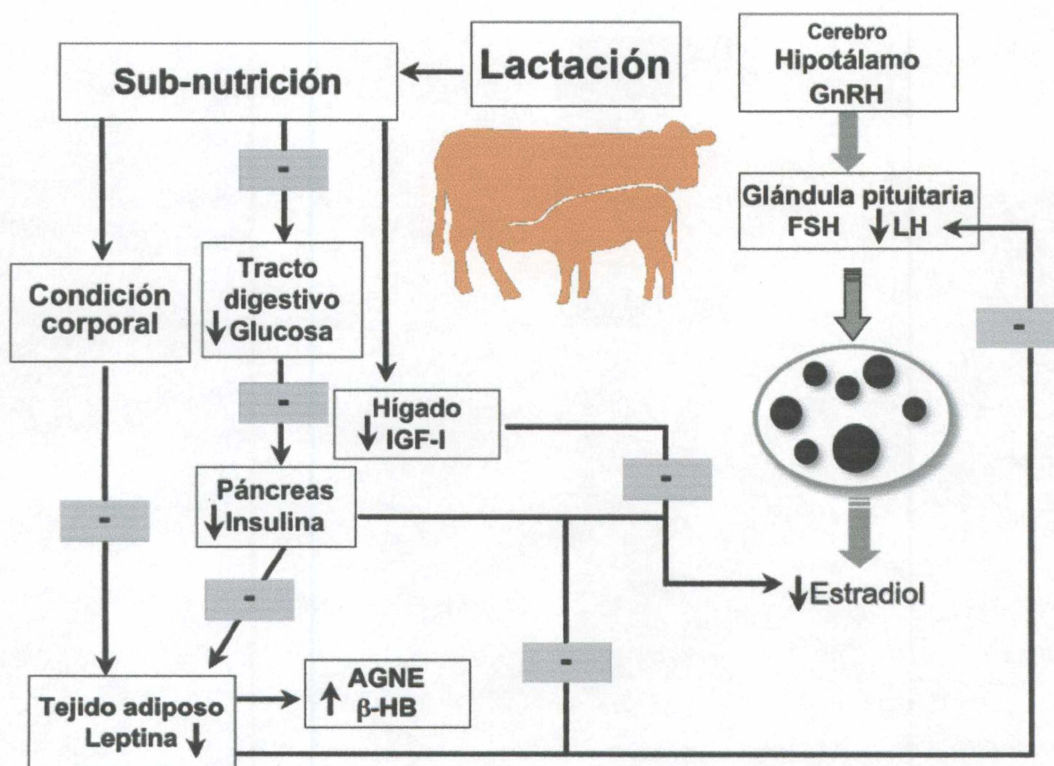 Lactación
Sub-nutrición
Cerebro
Hipotálamo
GnRH
Glándula pituitaria
FSH ↓ LH
-
Tracto
digestivo
↓ Glucosa
Condición
corporal
-
-
Hígado
↓ IGF-I
-
Páncreas
↓ Insulina
-
-
↓ Estradiol
-
AGNE
↑ β-HB
Tejido adiposo
Leptina ↓